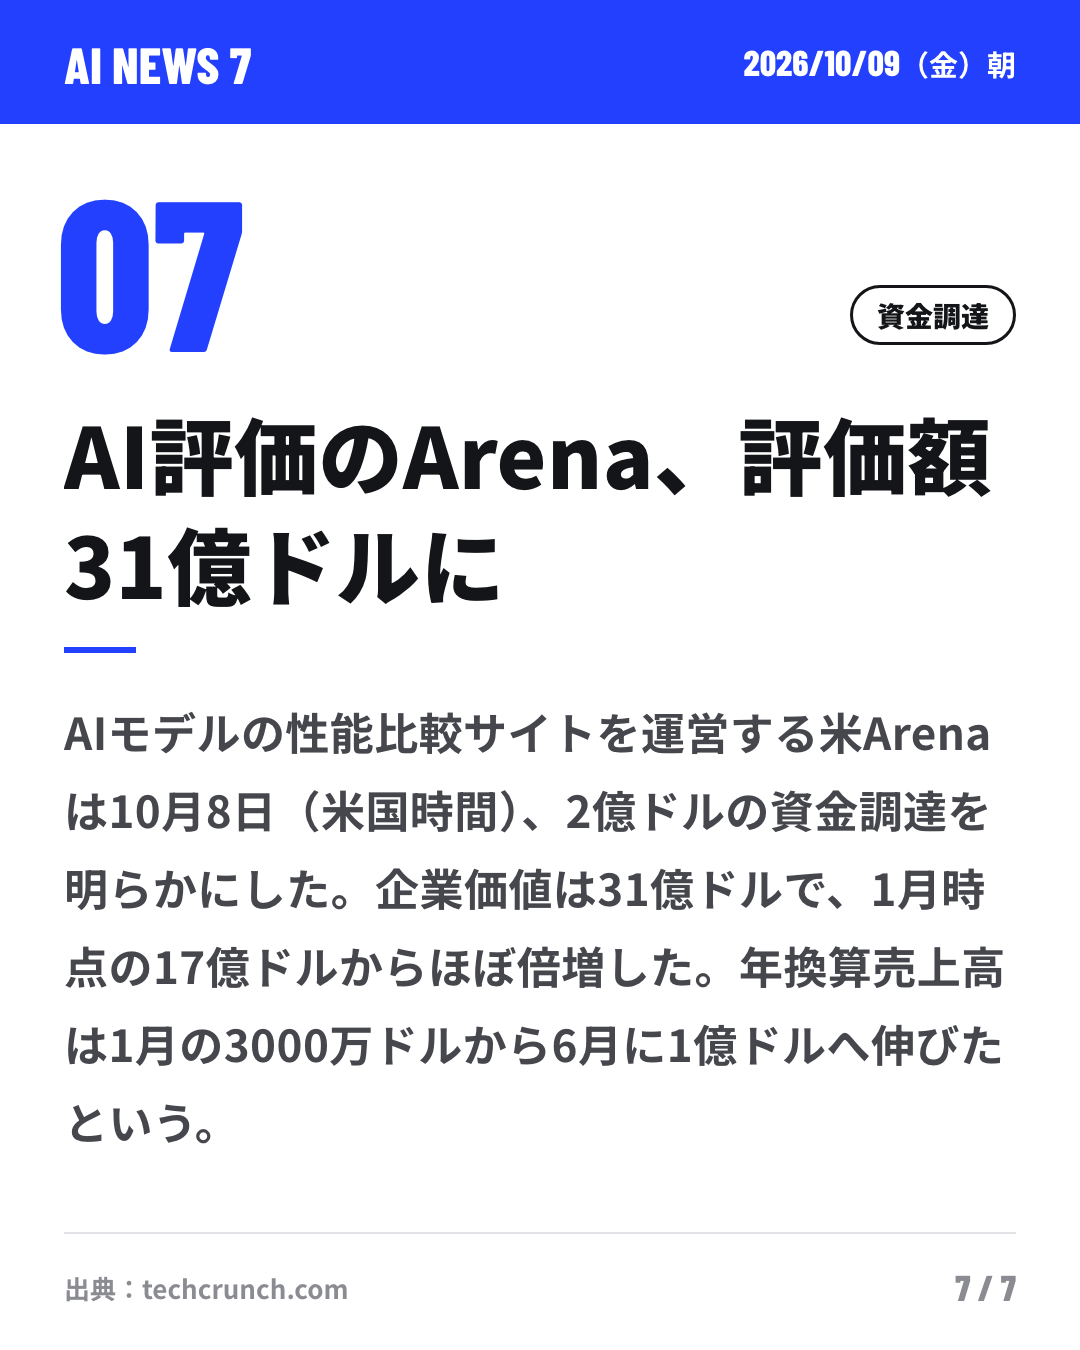 AI NEWS 7
2026/10/09（金）朝
07
資金調達
AI評価のArena、評価額
31億ドルに
AIモデルの性能比較サイトを運営する米Arena
は10月8日（米国時間）、2億ドルの資金調達を
明らかにした。企業価値は31億ドルで、1月時
点の17億ドルからほぼ倍増した。年換算売上高
は1月の3000万ドルから6月に1億ドルへ伸びた
という。
出典：techcrunch.com
7 / 7